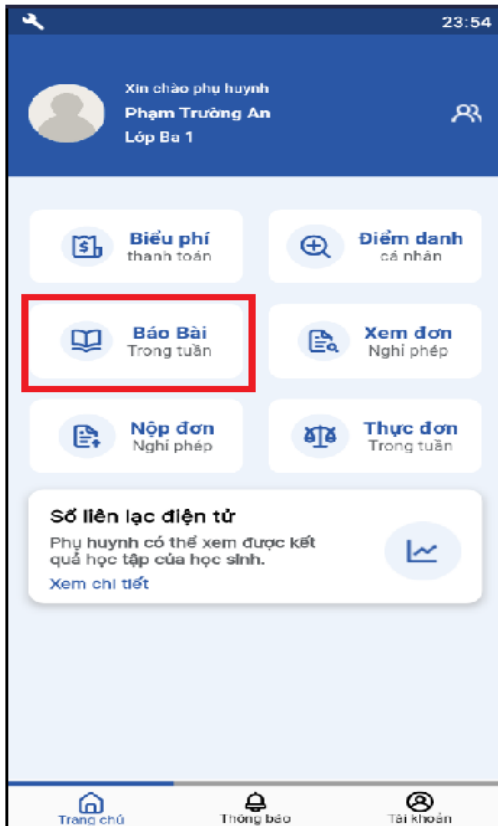 23:54
Xin chào phụ huynh
Phạm Trường An
Lớp Ba 1
Biểu phí
thanh toán
Điểm danh
cá nhân
Báo Bài
Trong tuần
Xem đơn
Nghỉ phép
Nộp đơn
Nghỉ phép
Thực đơn
Trong tuần
Sổ liên lạc điện tử
Phụ huynh có thể xem được kết
quả học tập của học sinh.
Xem chi tiết
Trang chủ
Thông báo
Tài khoản